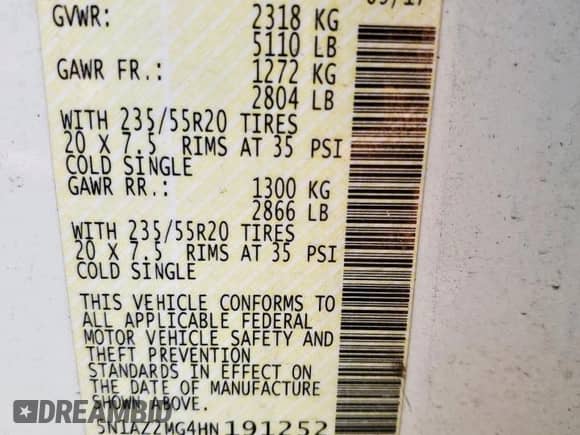 09/17
GVWR: 2318 KG
5110 LB
GAWR FR.: 1272 KG
2804 LB
WITH 235/55R20 TIRES
20 X 7.5 RIMS AT 35 PSI
COLD SINGLE
GAWR RR.: 1300 KG
2866 LB
WITH 235/55R20 TIRES
20 X 7.5 RIMS AT 35 PSI
COLD SINGLE
THIS VEHICLE CONFORMS TO
ALL APPLICABLE FEDERAL
MOTOR VEHICLE SAFETY AND
THEFT PREVENTION
STANDARDS IN EFFECT ON
THE DATE OF MANUFACTURE
SHOWN ABOVE.
5N1AZ2MG4HN191252
DREAMBID